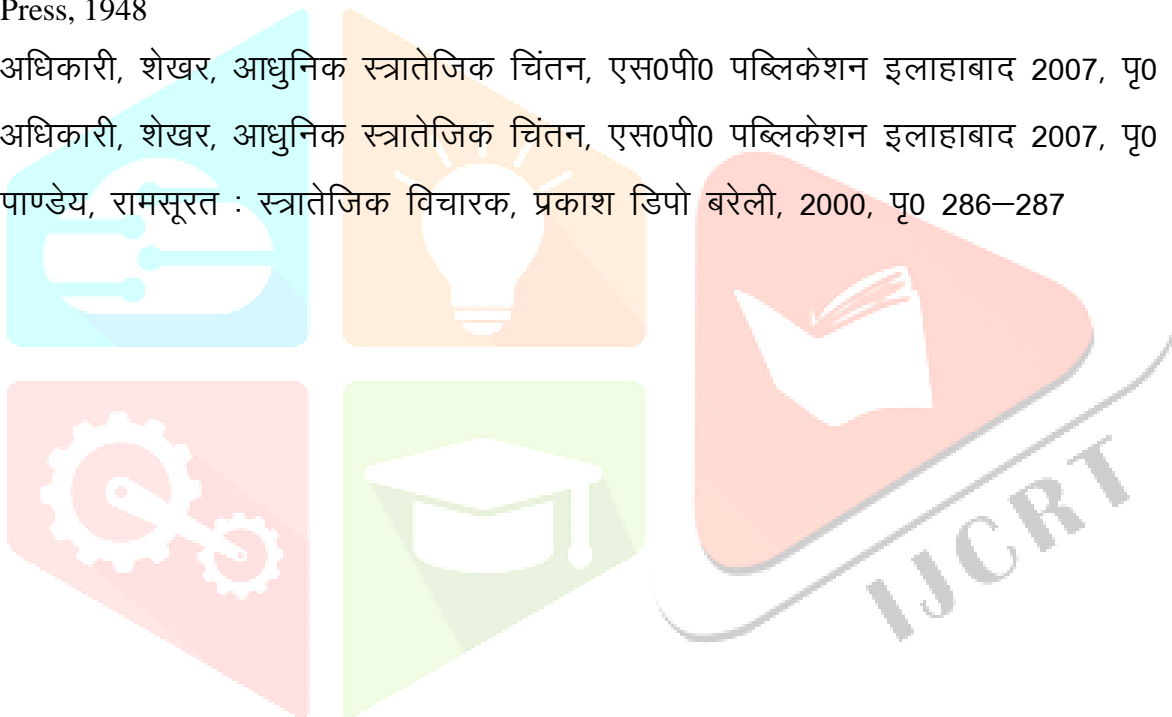 Press, 1948
अधिकारी, शेखर, आधुनिक स्त्रातेजिक चिंतन, एस0पी0 पब्लिकेशन इलाहाबाद 2007, पृ0
अधिकारी, शेखर, आधुनिक स्त्रातेजिक चिंतन, एस0पी0 पब्लिकेशन इलाहाबाद 2007, पृ0
पाण्डेय, रामसूरत : स्त्रातेजिक विचारक, प्रकाश डिपो बरेली, 2000, पृ0 286–287
IJCRT